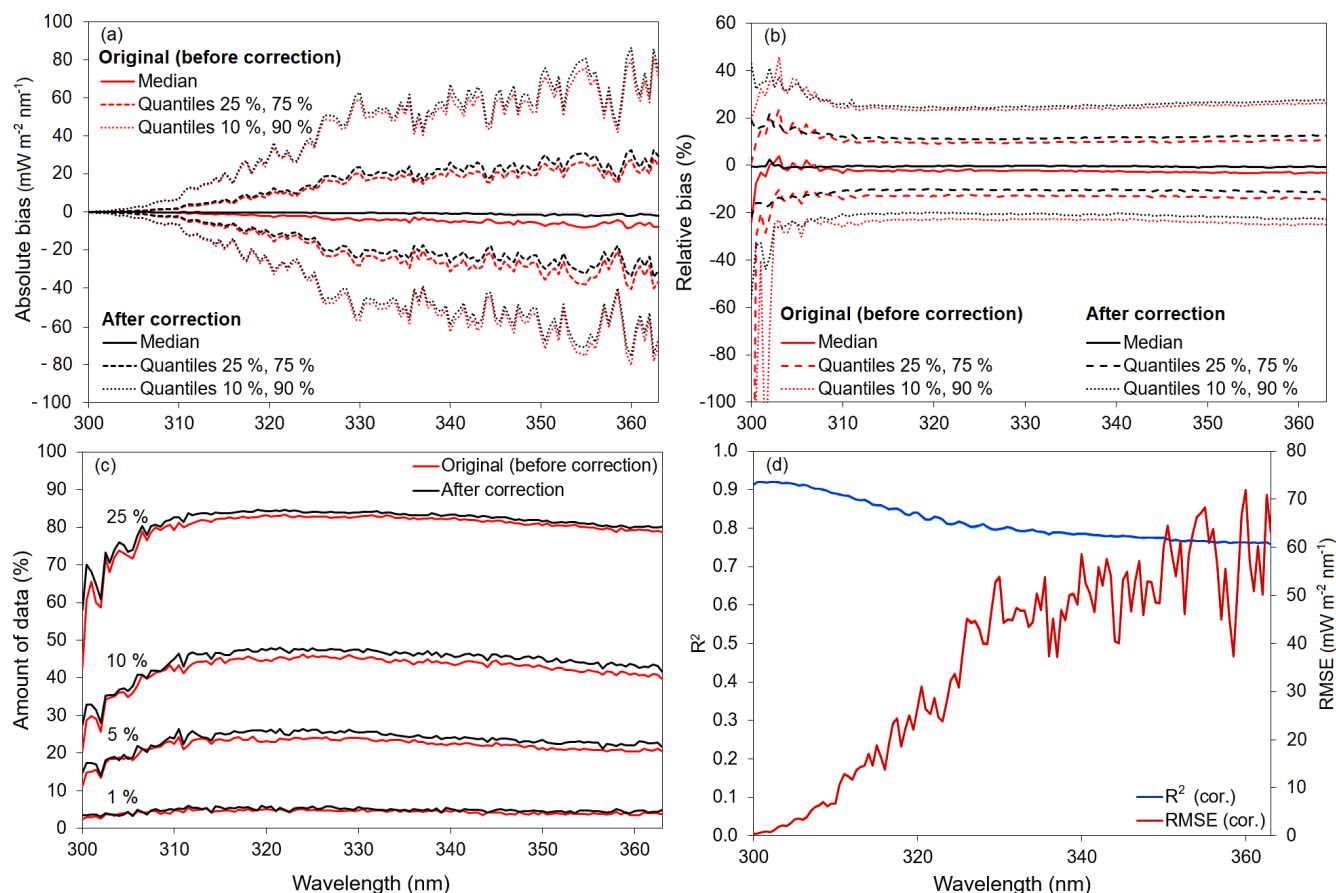 (a)
Original (before correction)
Median
Quantiles 25 %, 75 %
Quantiles 10 %, 90 %
After correction
Median
Quantiles 25 %, 75 %
Quantiles 10 %, 90 %
Absolute bias (mW m⁻² nm⁻¹)
100
80
60
40
20
0
- 20
- 40
- 60
- 80
- 100
300 310 320 330 340 350 360
(b)
Relative bias (%)
60
40
20
0
-20
-40
-60
-80
-100
Original (before correction) After correction
Median Median
Quantiles 25 %, 75 % Quantiles 25 %, 75 %
Quantiles 10 %, 90 % Quantiles 10 %, 90 %
300 310 320 330 340 350 360
(c)
Original (before correction)
After correction
25 %
10 %
5 %
1 %
Amount of data (%)
100
90
80
70
60
50
40
30
20
10
0
300 310 320 330 340 350 360
Wavelength (nm)
(d)
R²
1.0
0.9
0.8
0.7
0.6
0.5
0.4
0.3
0.2
0.1
0.0
RMSE (mW m⁻² nm⁻¹)
80
70
60
50
40
30
20
10
0
R² (cor.)
RMSE (cor.)
300 320 340 360
Wavelength (nm)